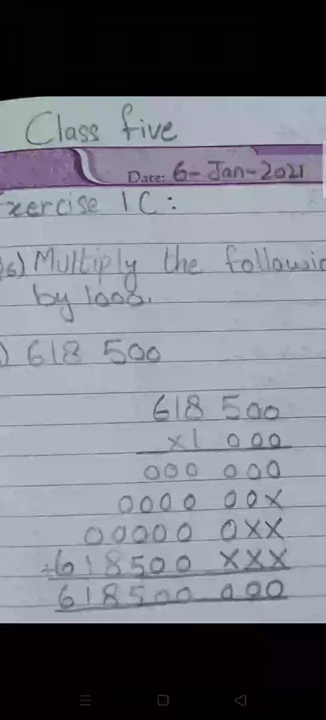 Class five
Date: 6-Jan-2021
xercise 1C:
Multiply the followin
by 1000.
) 618 500
618 500
x1 000
000 000
0000 00x
00000 0xx
+618500 xxx
618500 000